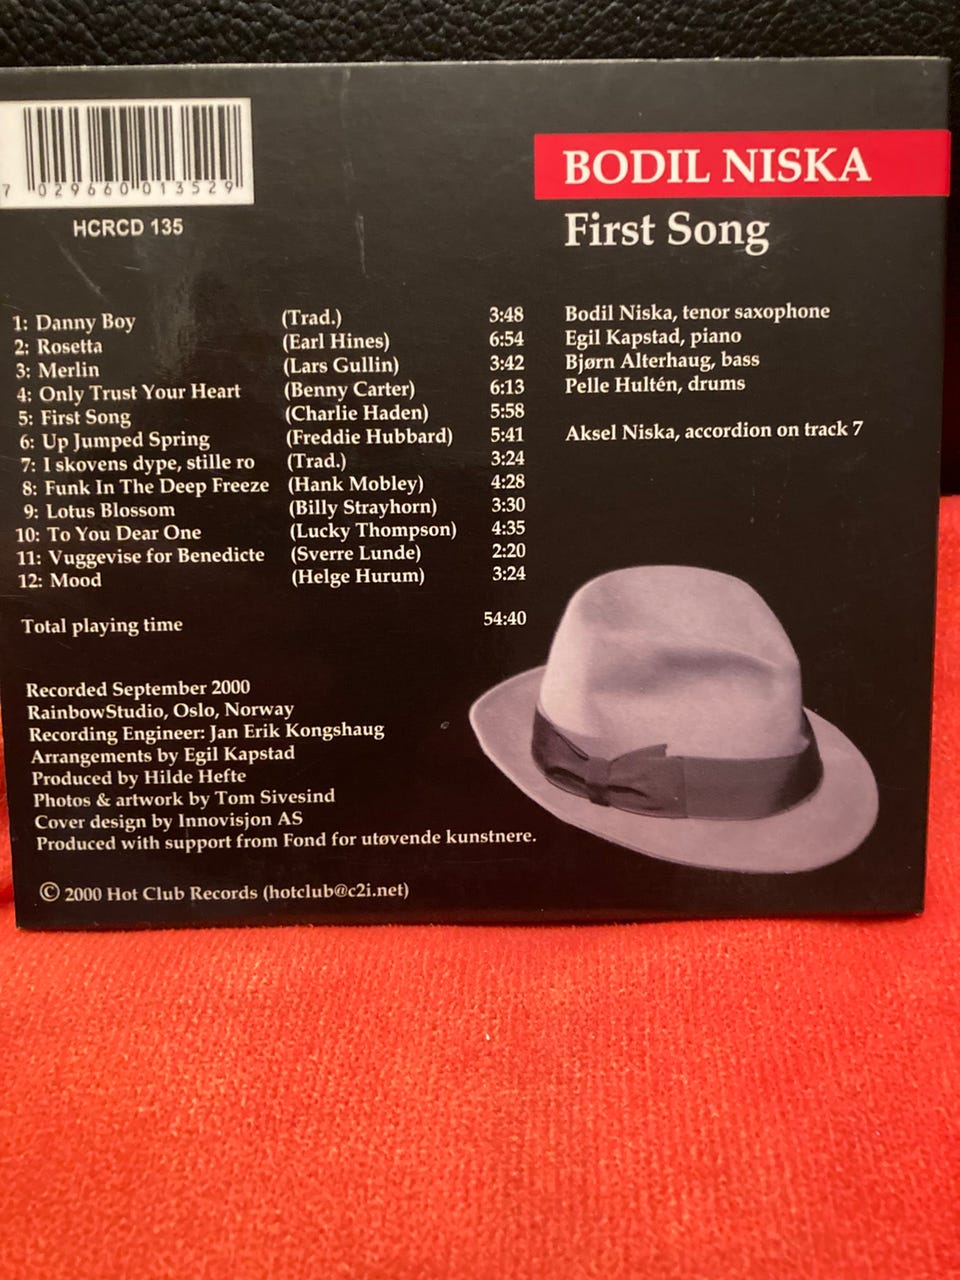 7 029660 013529
HCRCD 135
BODIL NISKA
First Song
1: Danny Boy (Trad.) 3:48
2: Rosetta (Earl Hines) 6:54
3: Merlin (Lars Gullin) 3:42
4: Only Trust Your Heart (Benny Carter) 6:13
5: First Song (Charlie Haden) 5:58
6: Up Jumped Spring (Freddie Hubbard) 5:41
7: I skovens dype, stille ro (Trad.) 3:24
8: Funk In The Deep Freeze (Hank Mobley) 4:28
9: Lotus Blossom (Billy Strayhorn) 3:30
10: To You Dear One (Lucky Thompson) 4:35
11: Vuggevise for Benedicte (Sverre Lunde) 2:20
12: Mood (Helge Hurum) 3:24
Total playing time 54:40
Bodil Niska, tenor saxophone
Egil Kapstad, piano
Bjørn Alterhaug, bass
Pelle Hultén, drums
Aksel Niska, accordion on track 7
Recorded September 2000
RainbowStudio, Oslo, Norway
Recording Engineer: Jan Erik Kongshaug
Arrangements by Egil Kapstad
Produced by Hilde Hefte
Photos & artwork by Tom Sivesind
Cover design by Innovisjon AS
Produced with support from Fond for utøvende kunstnere.
© 2000 Hot Club Records (hotclub@c2i.net)